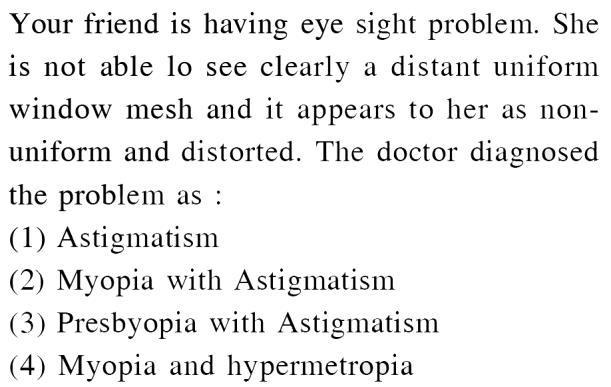 Your friend is having eye sight problem. She
is not able lo see clearly a distant uniform
window mesh and it appears to her as non-
uniform and distorted. The doctor diagnosed
the problem as :
(1) Astigmatism
(2) Myopia with Astigmatism
(3) Presbyopia with Astigmatism
(4) Myopia and hypermetropia